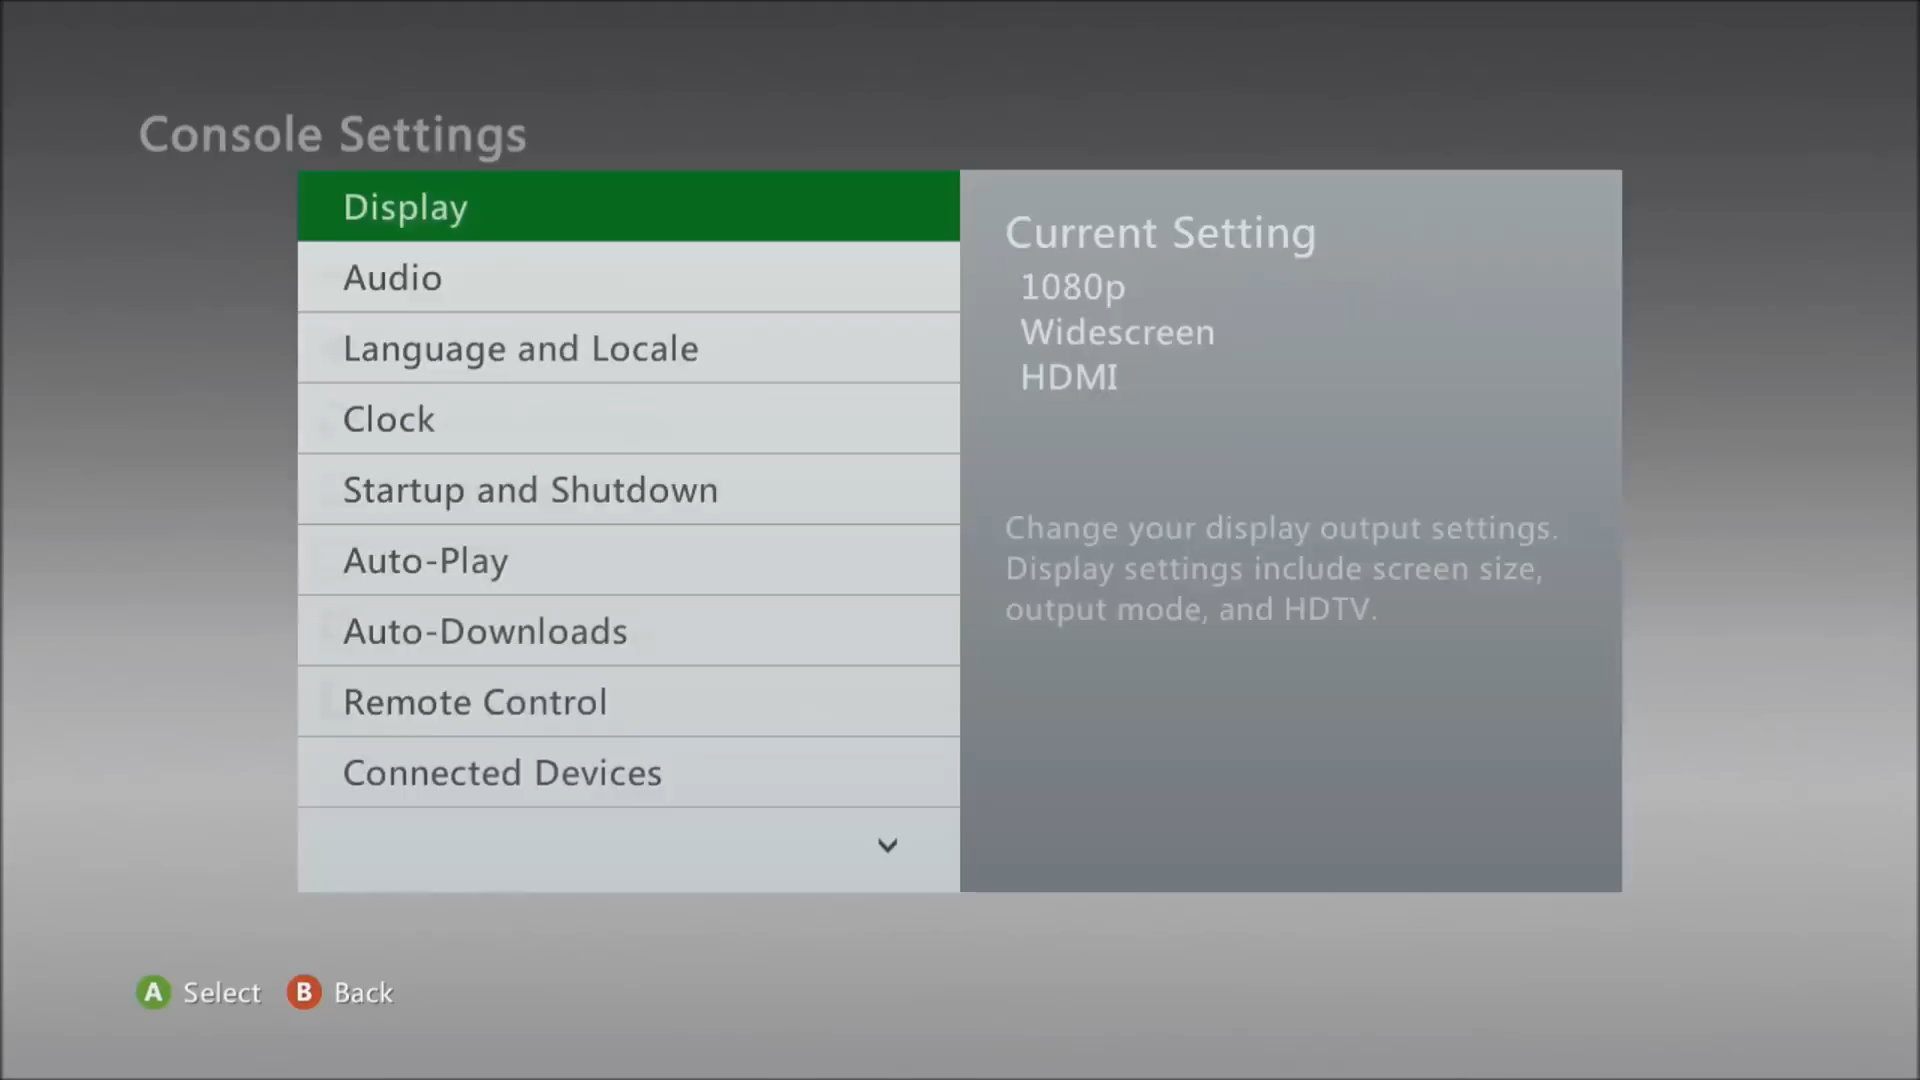 Console Settings
Display
Audio
Language and Locale
Clock
Startup and Shutdown
Auto-Play
Auto-Downloads
Remote Control
Connected Devices
Current Setting
1080p
Widescreen
HDMI
Change your display output settings.
Display settings include screen size,
output mode, and HDTV.
A Select B Back